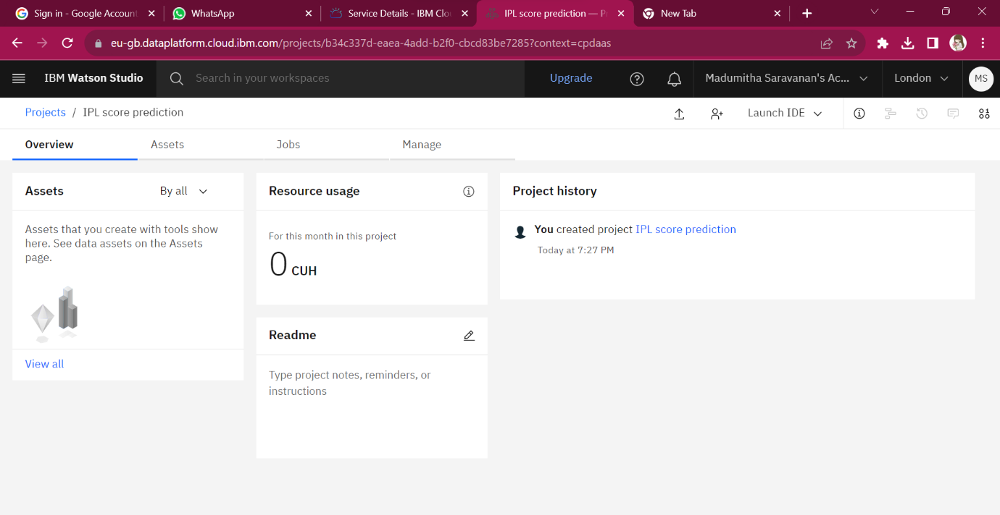 Sign in - Google Account
WhatsApp
Service Details - IBM Clou
IPL score prediction — P
New Tab
eu-gb.dataplatform.cloud.ibm.com/projects/b34c337d-eaea-4add-b2f0-cbcd83be7285?context=cpdaas
IBM Watson Studio
Search in your workspaces
Upgrade
Madumitha Saravanan's Ac...
London
MS
Projects / IPL score prediction
Launch IDE
Overview
Assets
Jobs
Manage
Assets
By all
Assets that you create with tools show
here. See data assets on the Assets
page.
View all
Resource usage
For this month in this project
0 CUH
Readme
Type project notes, reminders, or
instructions
Project history
You created project IPL score prediction
Today at 7:27 PM